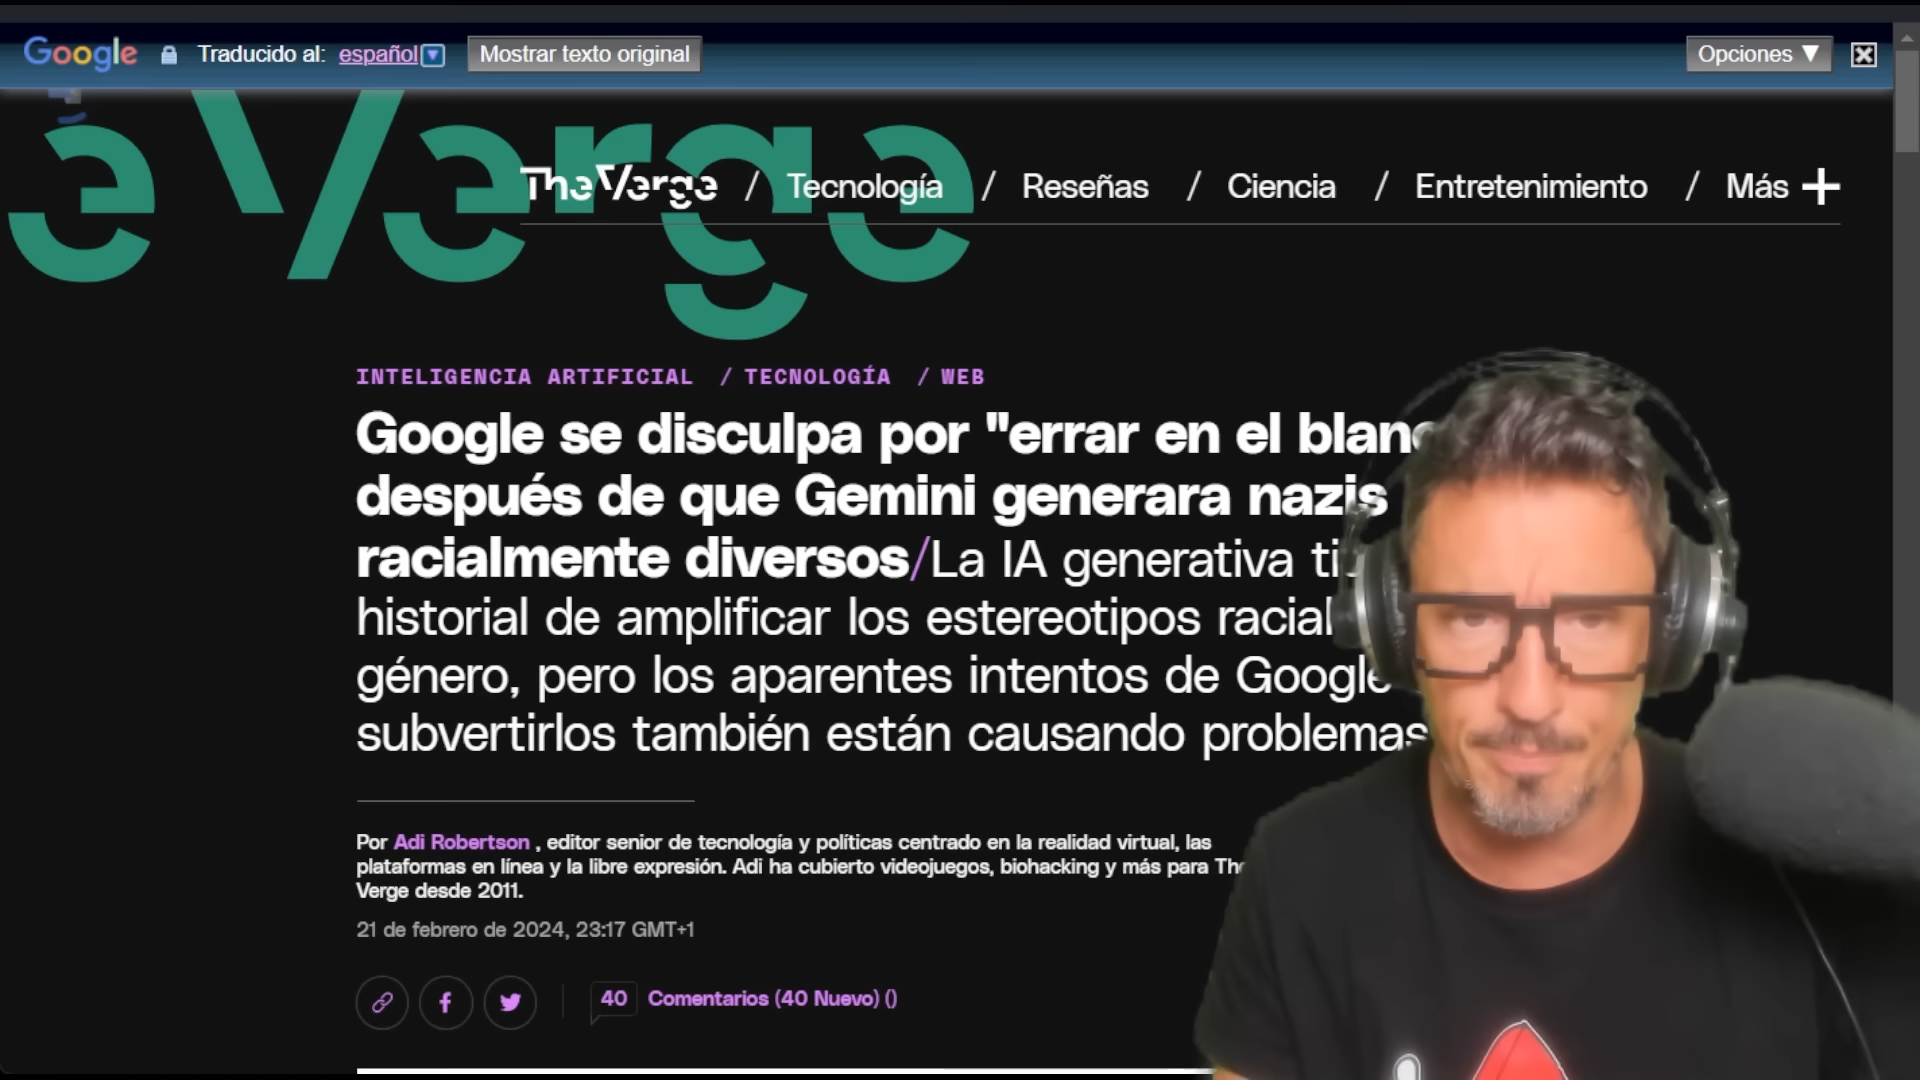 Google Traducido al: español Mostrar texto original Opciones ▼
e Verge
TheVerge / Tecnología / Reseñas / Ciencia / Entretenimiento / Más +
INTELIGENCIA ARTIFICIAL / TECNOLOGÍA / WEB
Google se disculpa por "errar en el
después de que Gemini generara nazis
racialmente diversos/La IA generativa
historial de amplificar los estereotipos
género, pero los aparentes intentos de Google
subvertirlos también están causando problemas
Por Adi Robertson , editor senior de tecnología y políticas centrado en la realidad virtual, las
plataformas en línea y la libre expresión. Adi ha cubierto videojuegos, biohacking y más para The
Verge desde 2011.
21 de febrero de 2024, 23:17 GMT+1
40 Comentarios (40 Nuevo) ()